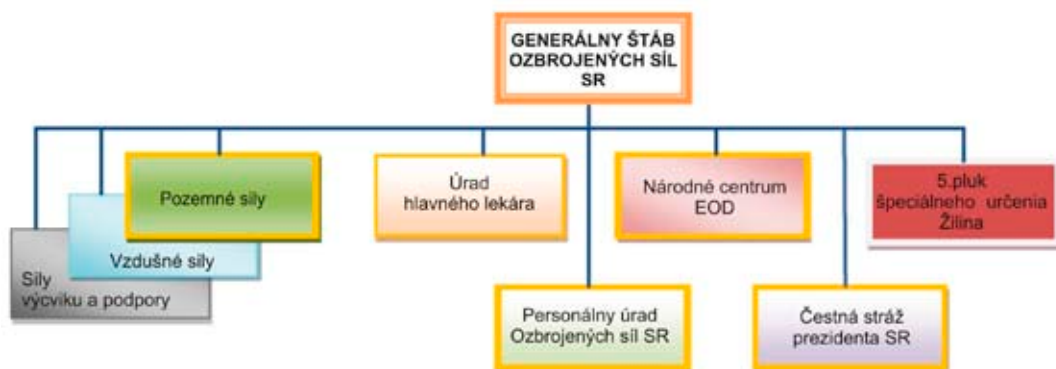 GENERÁLNY ŠTÁB
OZBROJENÝCH SÍL
SR
Pozemné sily
Vzdušné sily
Sily
výcviku a podpory
Úrad
hlavného lekára
Národné centrum
EOD
5.pluk
špeciálneho určenia
Žilina
Personálny úrad
Ozbrojených síl SR
Čestná stráž
prezidenta SR